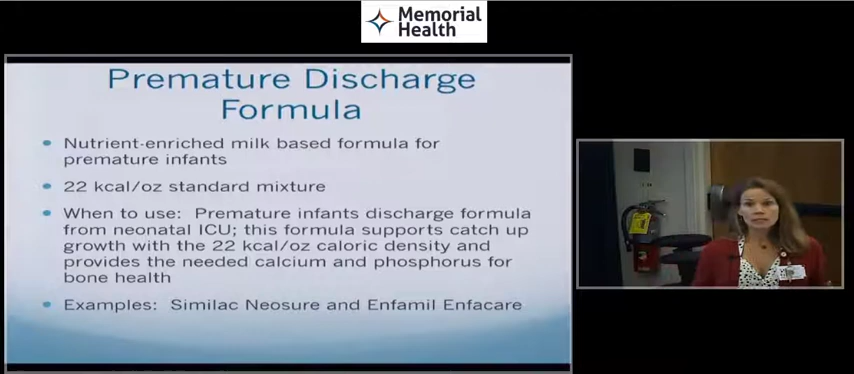 Memorial
Health
Premature Discharge
Formula
• Nutrient-enriched milk based formula for
premature infants
• 22 kcal/oz standard mixture
• When to use: Premature infants discharge formula
from neonatal ICU; this formula supports catch up
growth with the 22 kcal/oz caloric density and
provides the needed calcium and phosphorus for
bone health
• Examples: Similac Neosure and Enfamil Enfacare